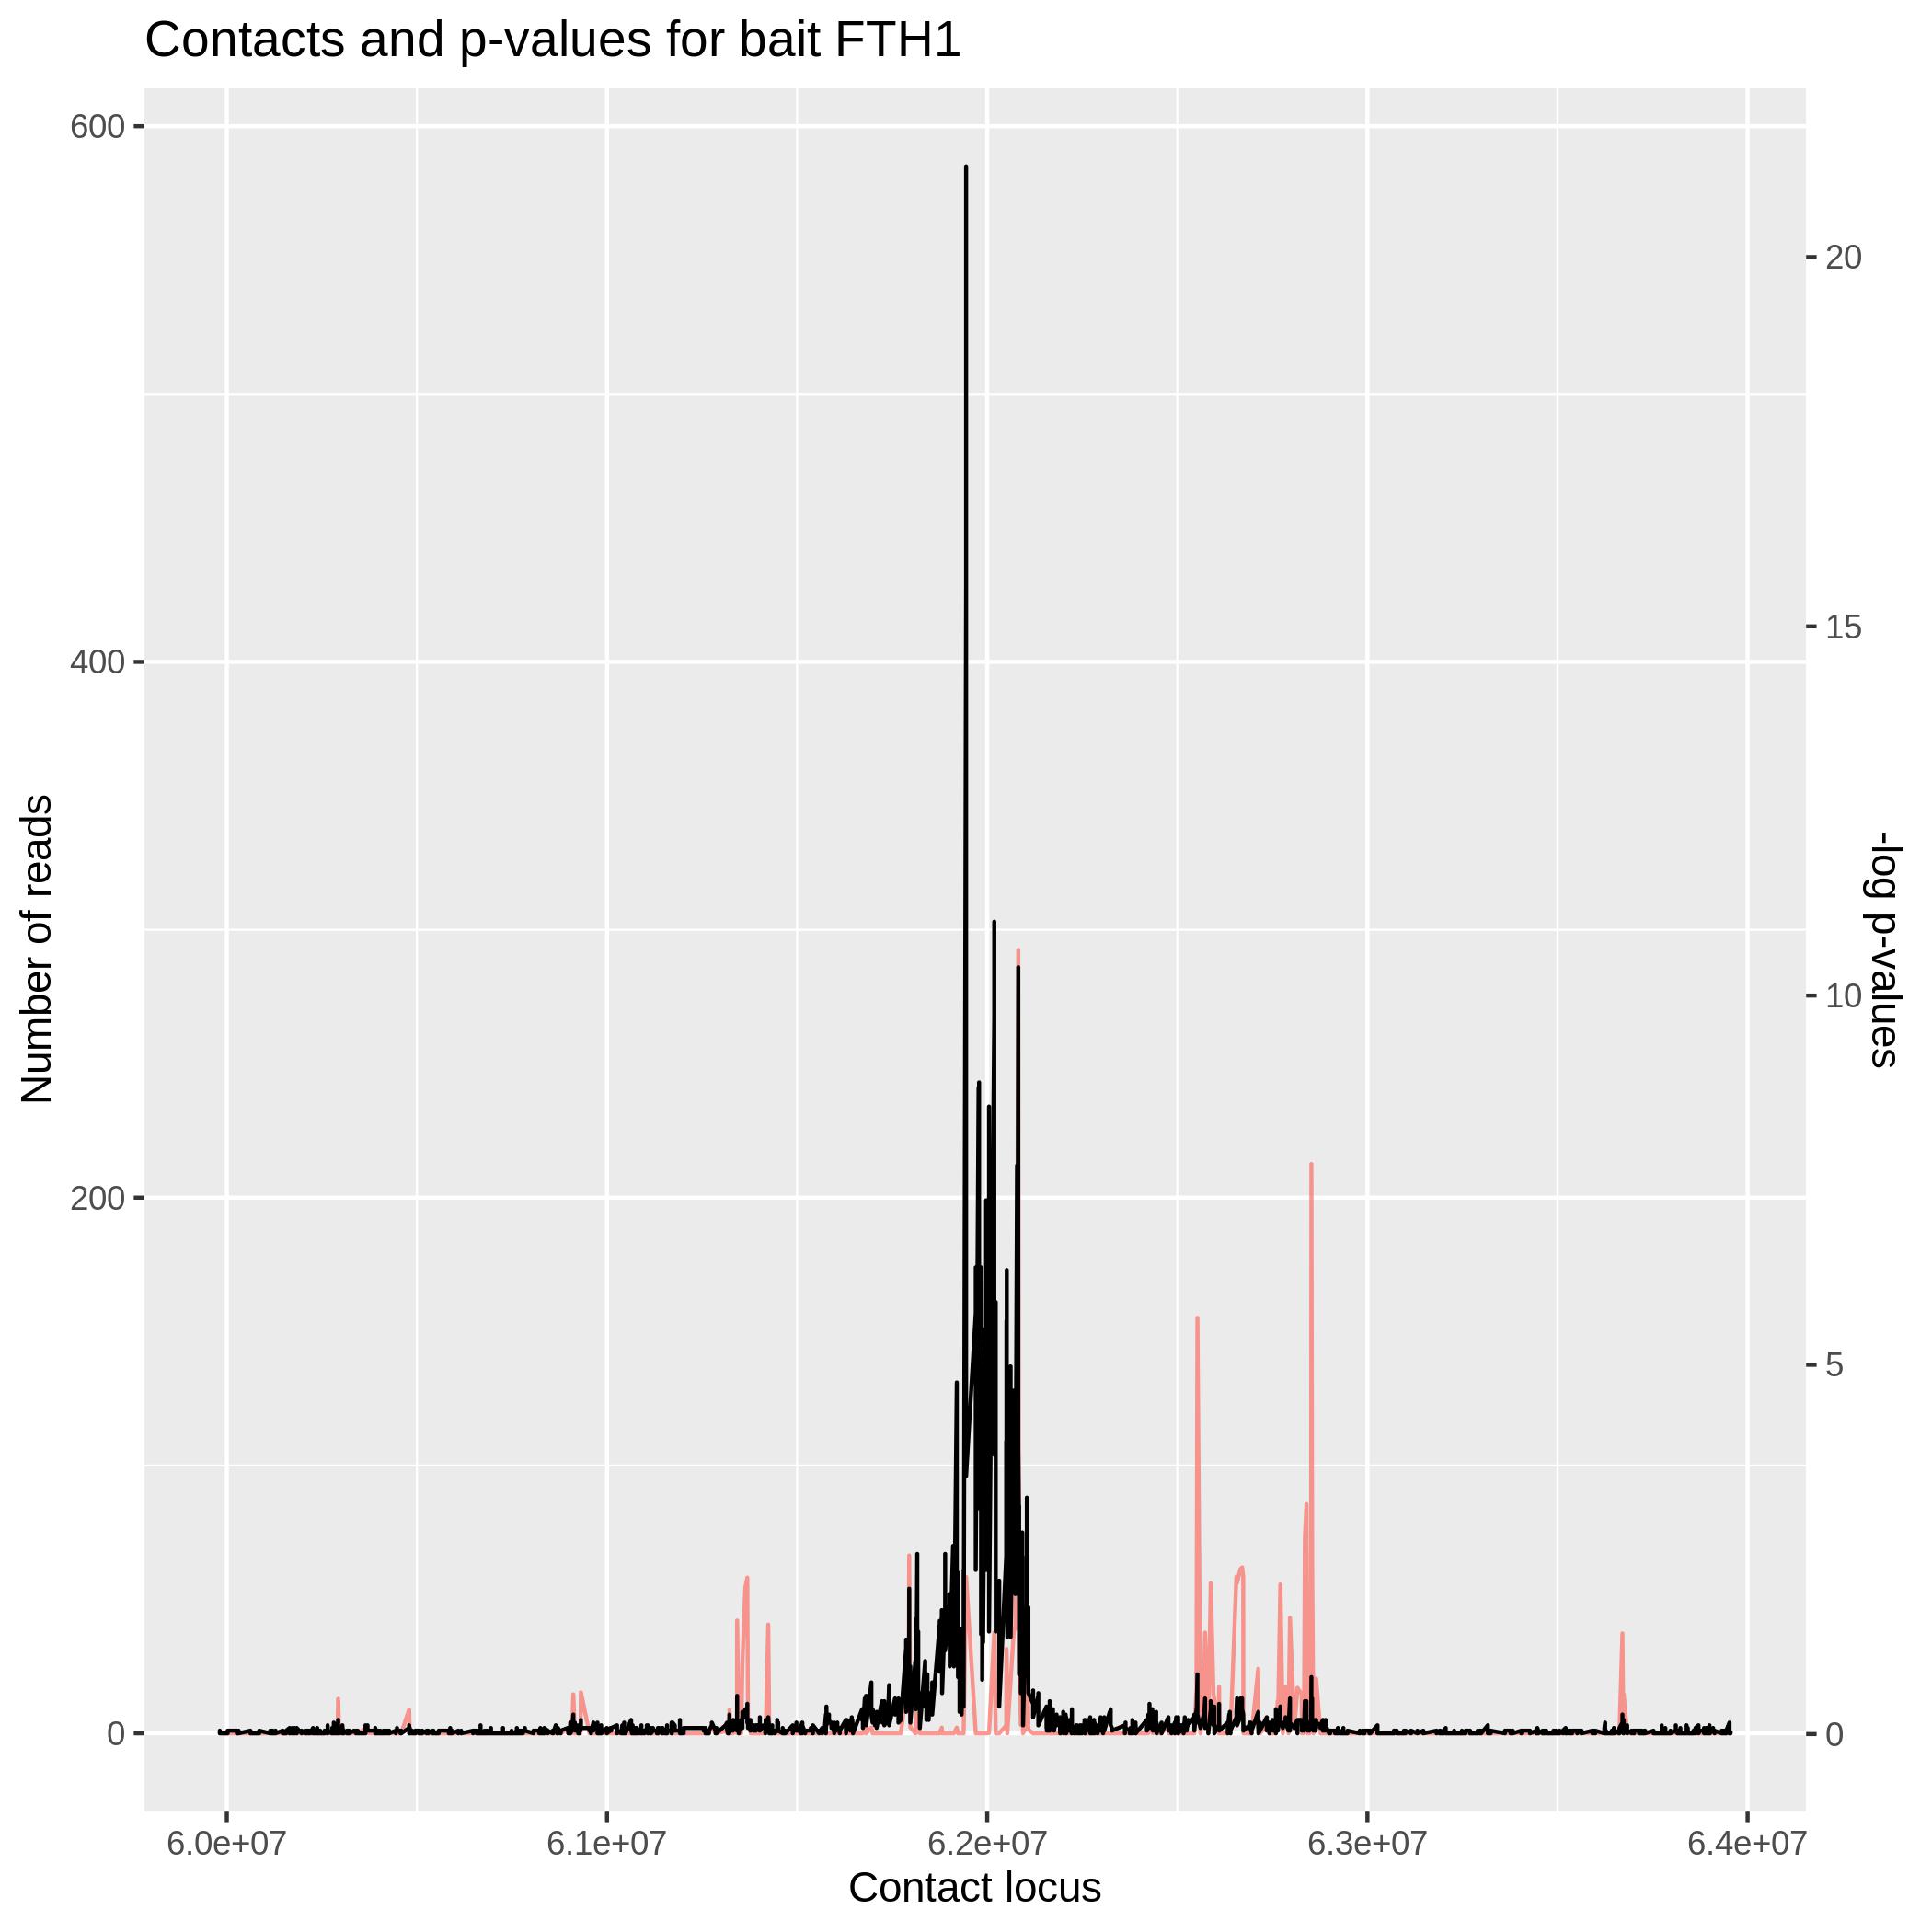 Contacts and p-values for bait FTH1
600
400
200
0
Number of reads
20
15
10
5
0
-log p-values
6.0e+07 6.1e+07 6.2e+07 6.3e+07 6.4e+07
Contact locus